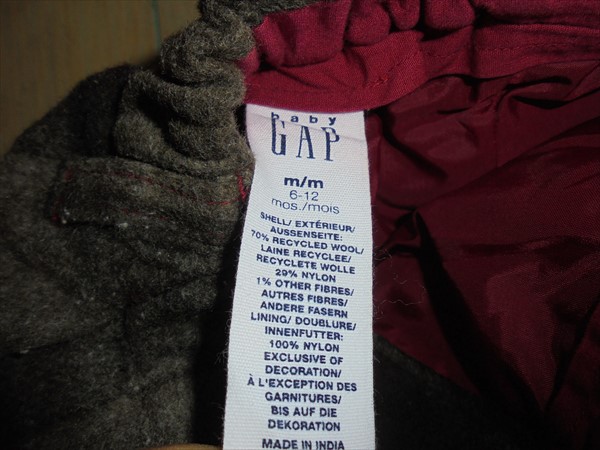 baby
GAP
m/m
6-12
mos./mois
SHELL/ EXTÉRIEUR/
AUSSENSEITE:
70% RECYCLED WOOL/
LAINE RECYCLEE/
RECYCLETE WOLLE
29% NYLON
1% OTHER FIBRES/
AUTRES FIBRES/
ANDERE FASERN
LINING/ DOUBLURE/
INNENFUTTER:
100% NYLON
EXCLUSIVE OF
DECORATION/
À L'EXCEPTION DES
GARNITURES/
BIS AUF DIE
DEKORATION
MADE IN INDIA